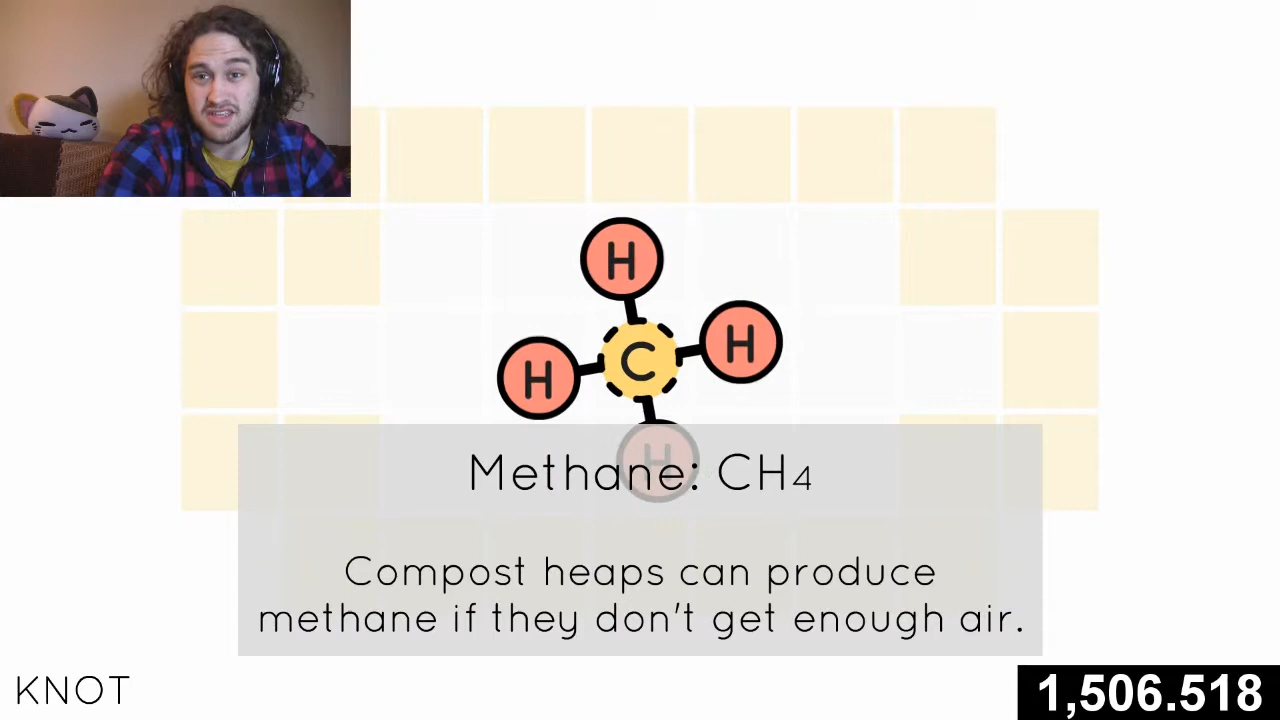 H
H
C
H
H
Methane: CH₄
Compost heaps can produce
methane if they don't get enough air.
KNOT
1,506.518